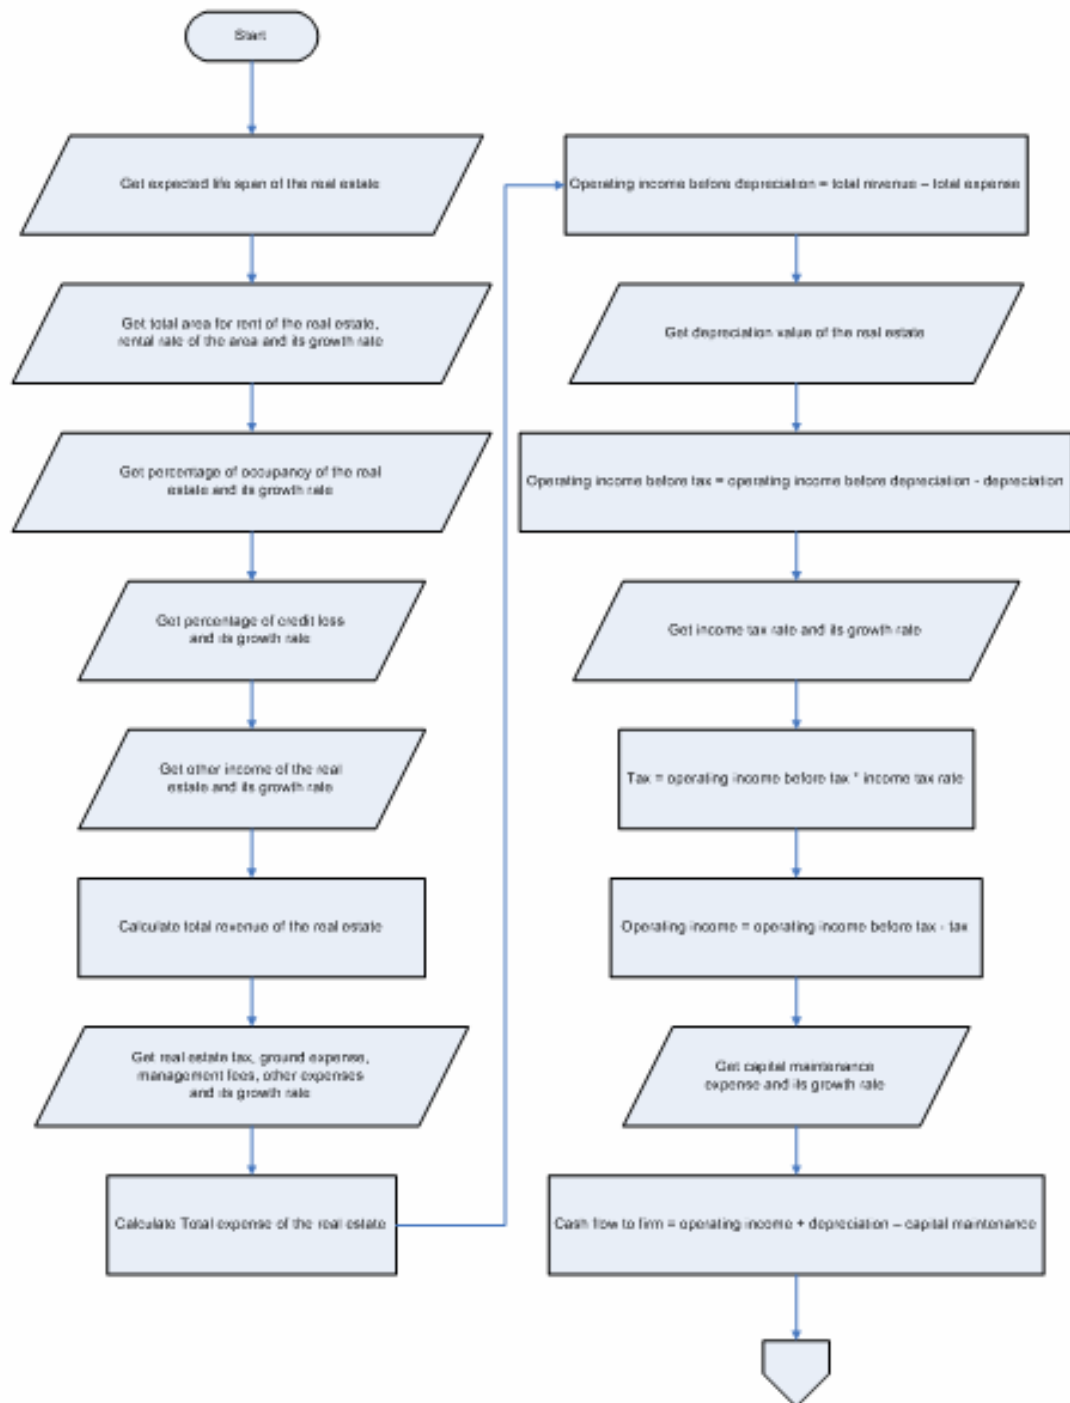 Start
Get expected life span of the real estate
Get total area for rent of the real estate,
rental rate of the area and its growth rate
Get percentage of occupancy of the real
estate and its growth rate
Get percentage of credit loss
and its growth rate
Get other income of the real
estate and its growth rate
Calculate total revenue of the real estate
Get real estate tax, ground expense,
management fees, other expenses
and its growth rate
Calculate Total expense of the real estate
Operating income before depreciation = total revenue – total expense
Get depreciation value of the real estate
Operating income before tax = operating income before depreciation - depreciation
Get income tax rate and its growth rate
Tax = operating income before tax * income tax rate
Operating income = operating income before tax - tax
Get capital maintenance
expense and its growth rate
Cash flow to firm = operating income + depreciation – capital maintenance